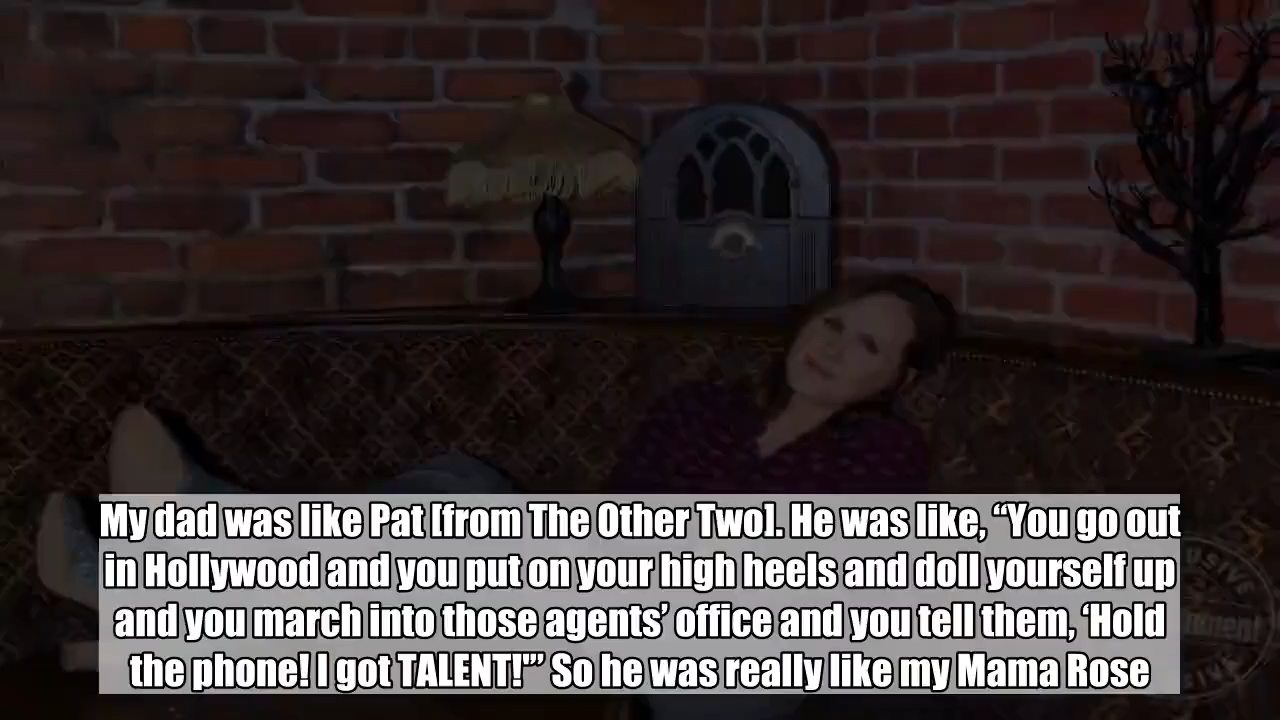 My dad was like Pat [from The Other Two]. He was like, “You go out
in Hollywood and you put on your high heels and doll yourself up
and you march into those agents’ office and you tell them, ‘Hold
the phone! I got TALENT!'” So he was really like my Mama Rose